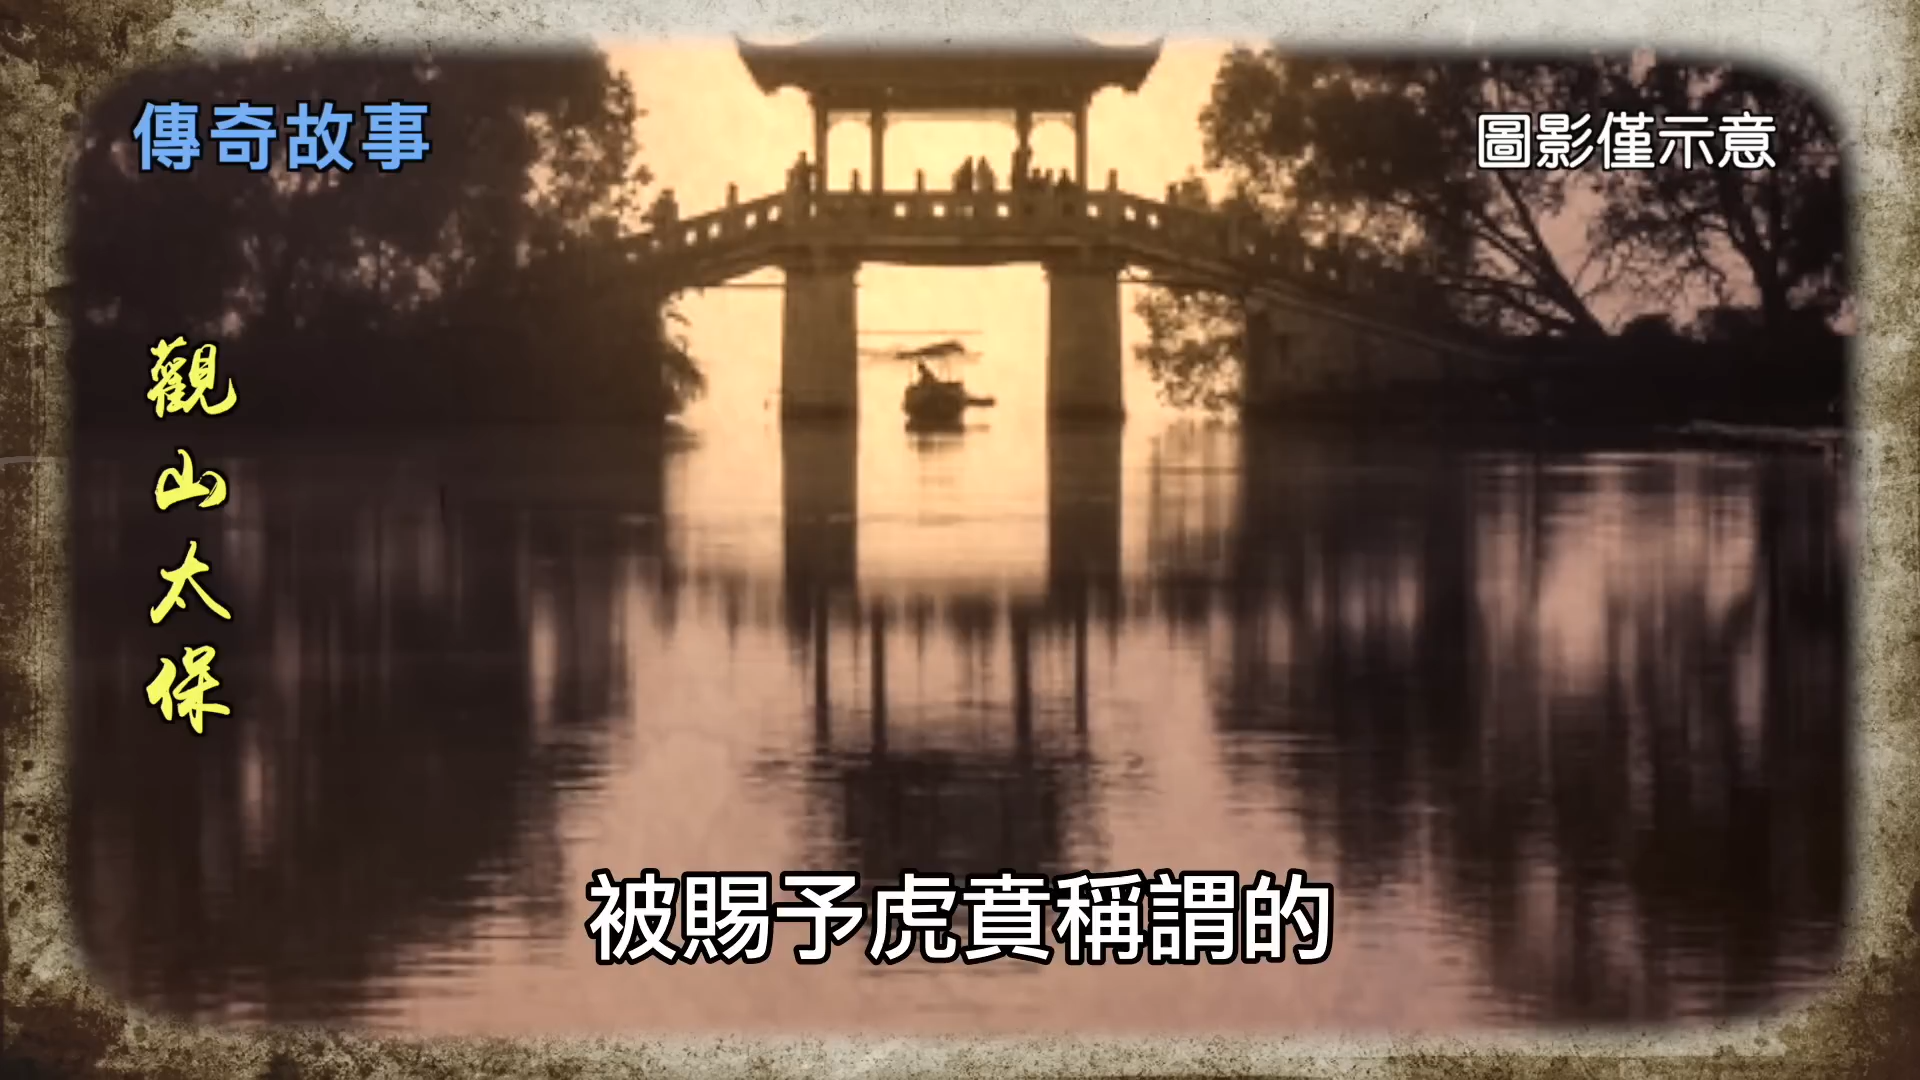 傳奇故事
圖影僅示意
觀山太保
被賜予虎賁稱謂的